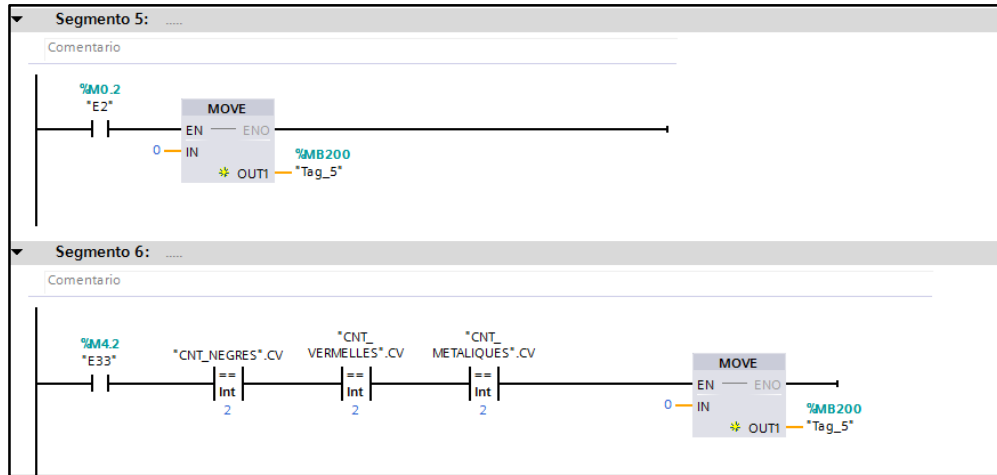 Segmento 5: .....
Comentario
%M0.2
"E2"
MOVE
EN ENO
0 IN
%MB200
OUT1 "Tag_5"
Segmento 6: .....
Comentario
%M4.2
"E33"
"CNT_NEGRES".CV
==
Int
2
"CNT_
VERMELLES".CV
==
Int
2
"CNT_
METALIQUES".CV
==
Int
2
MOVE
EN ENO
0 IN
%MB200
OUT1 "Tag_5"